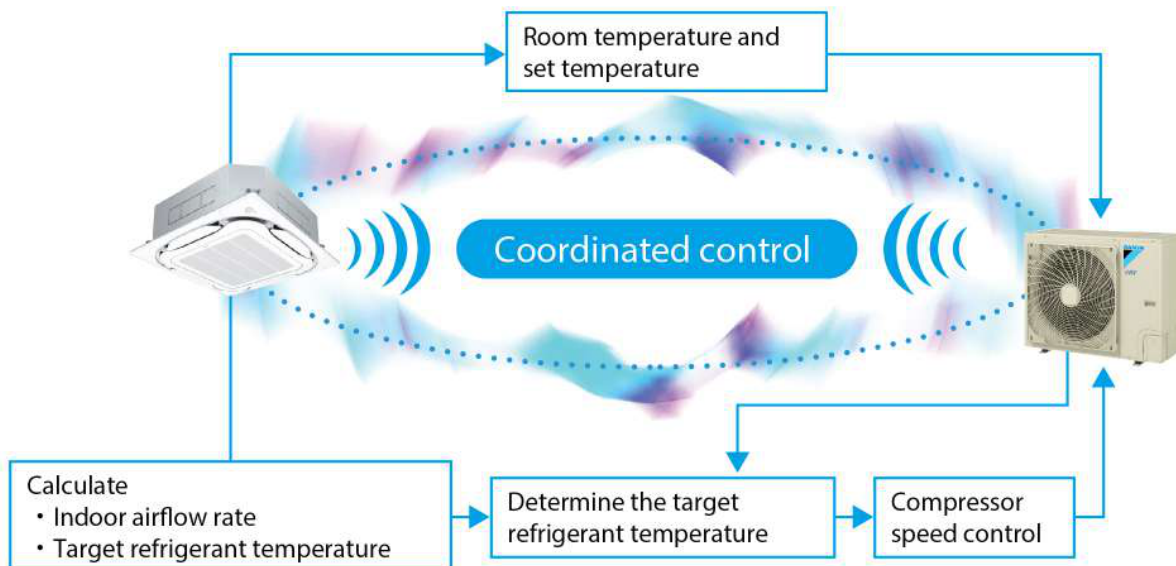 Room temperature and
set temperature
Coordinated control
DAIKIN
Calculate
・Indoor airflow rate
・Target refrigerant temperature
Determine the target
refrigerant temperature
Compressor
speed control